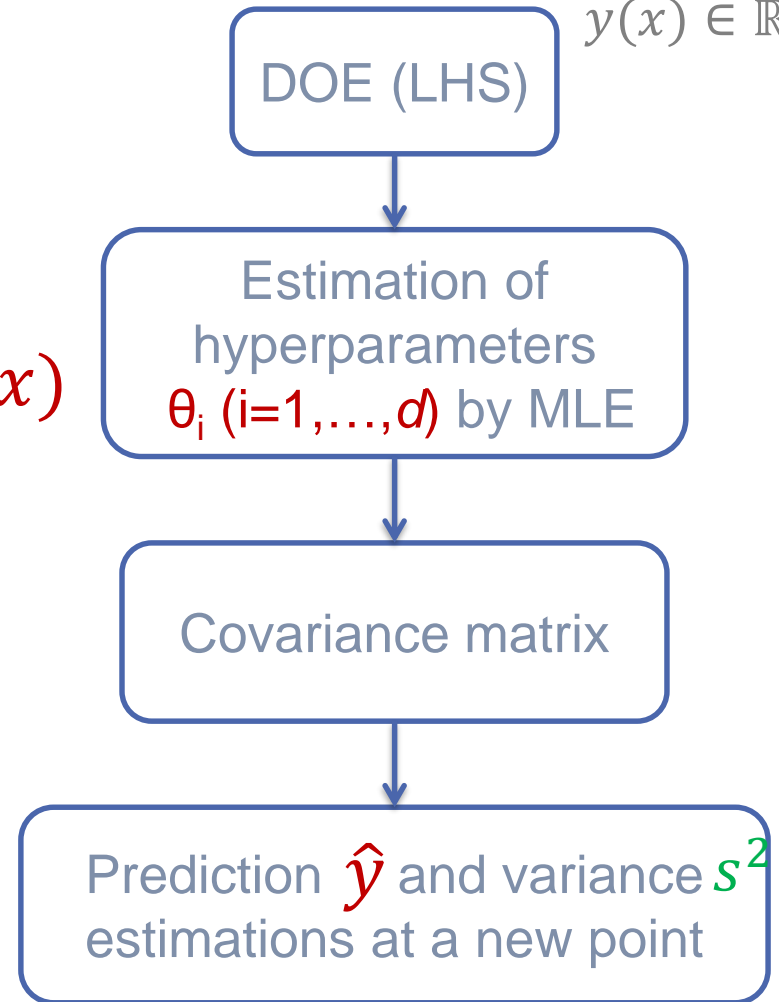 y(x) ∈ ℝ
DOE (LHS)
Estimation of
hyperparameters
x)
θᵢ (i=1,…,d) by MLE
Covariance matrix
Prediction ŷ and variance s²
estimations at a new point